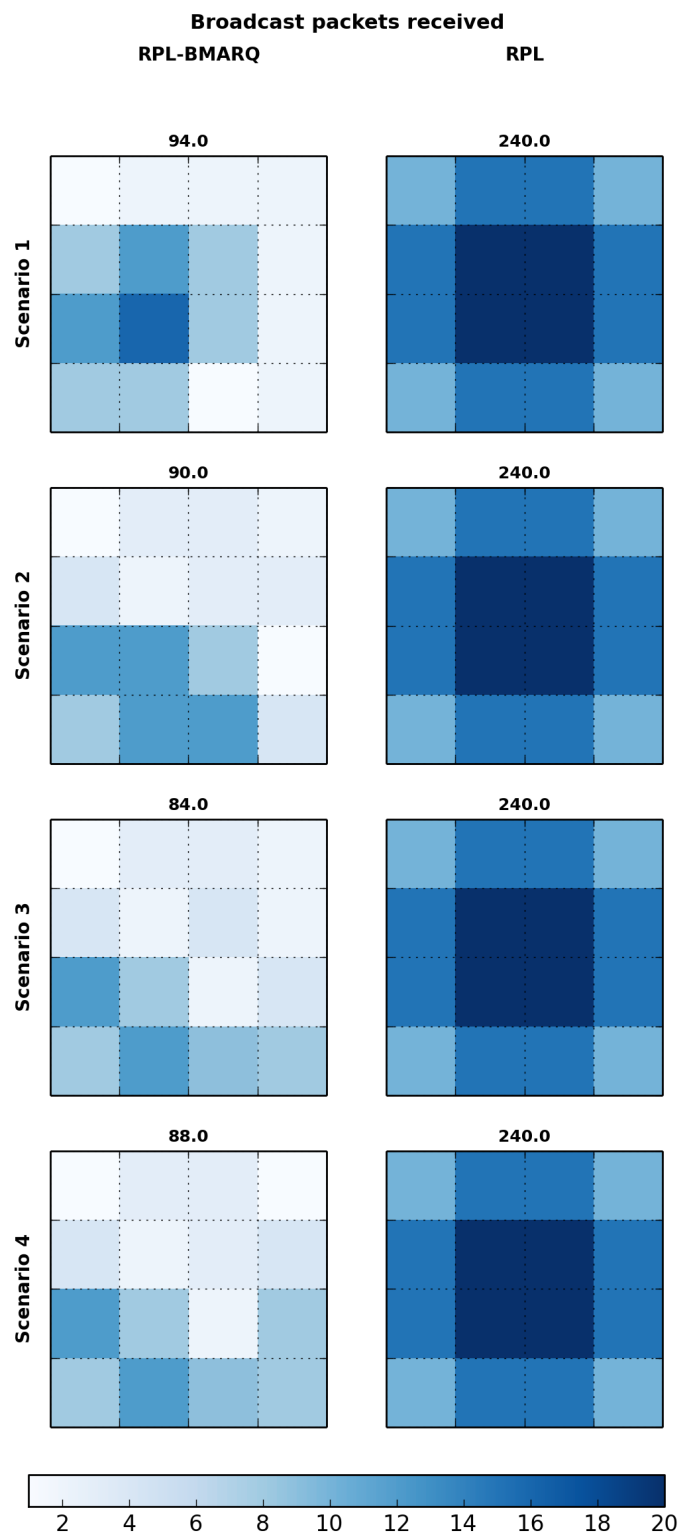 Broadcast packets received
RPL-BMARQ RPL
94.0 240.0
Scenario 1
90.0 240.0
Scenario 2
84.0 240.0
Scenario 3
88.0 240.0
Scenario 4
2 4 6 8 10 12 14 16 18 20